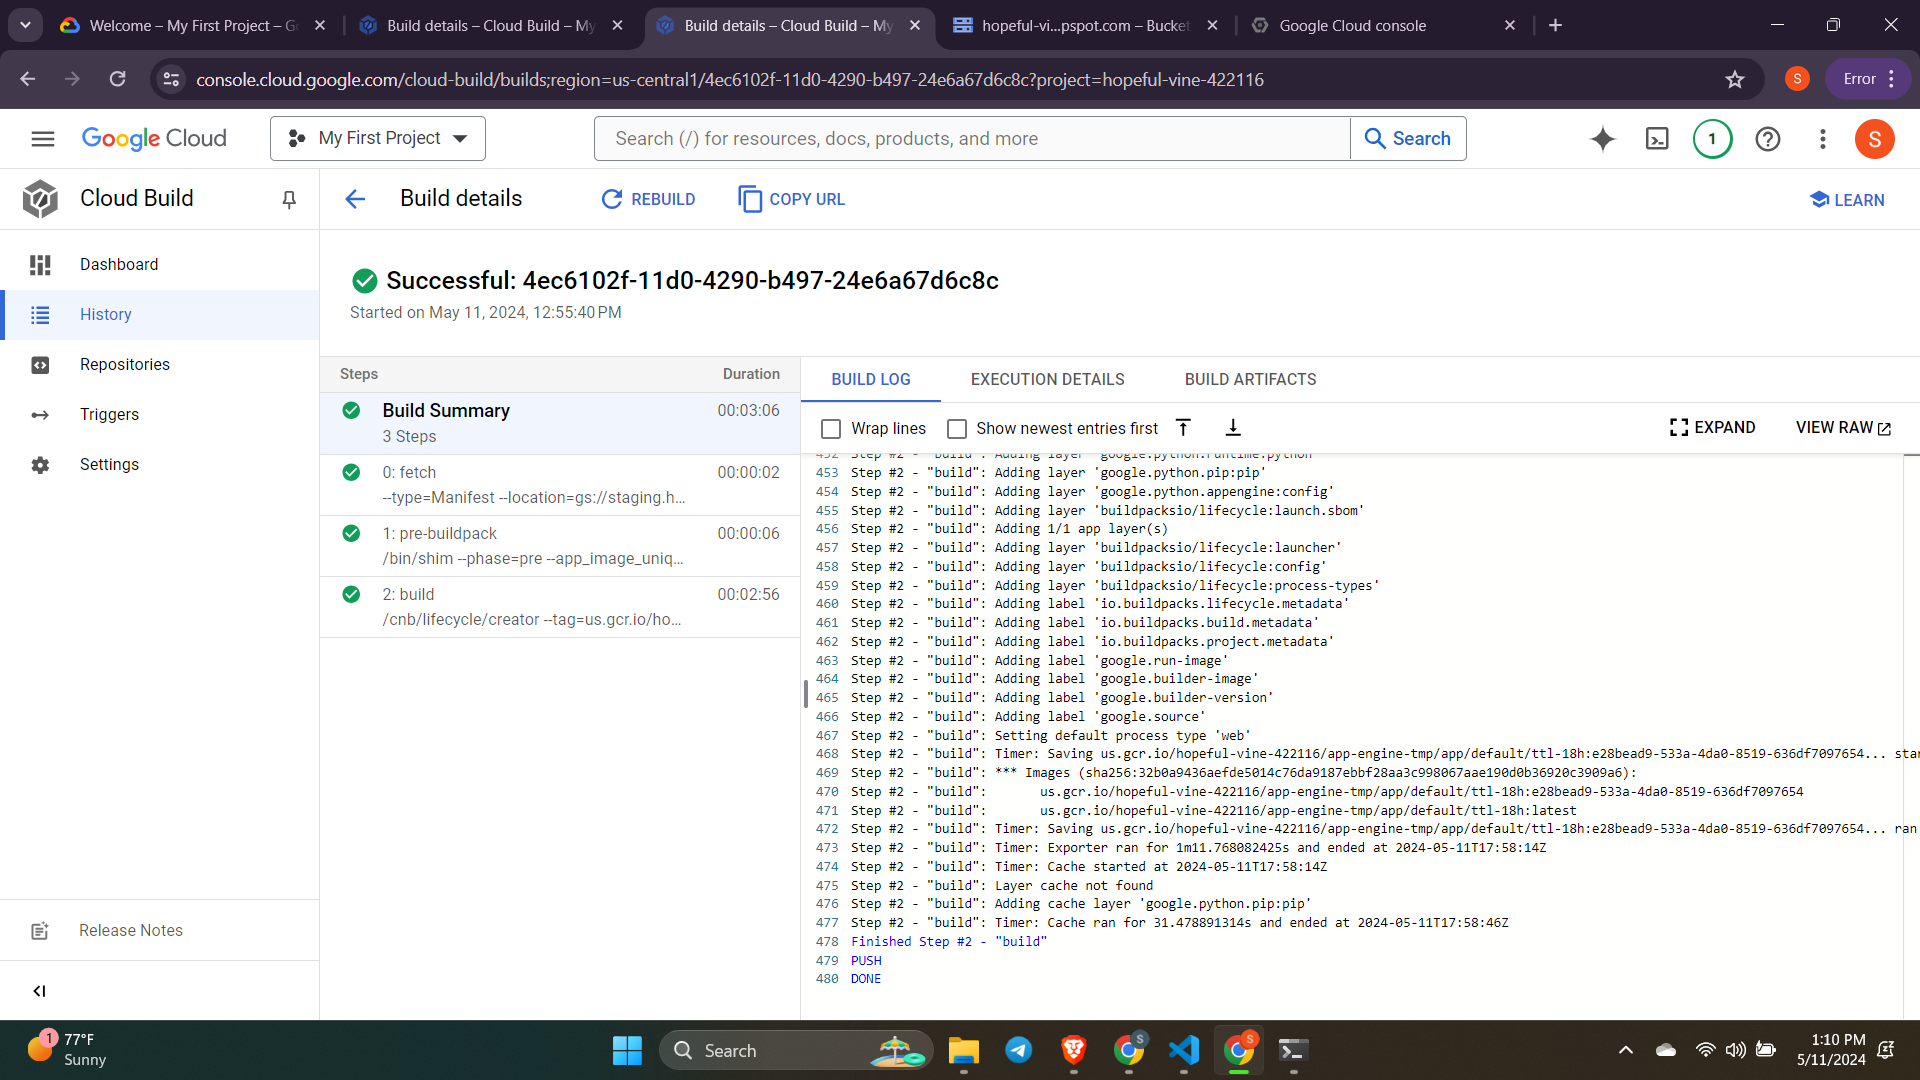 Welcome – My First Project – G
Build details – Cloud Build – My
Build details – Cloud Build – My
hopeful-vi...pspot.com – Bucket
Google Cloud console
console.cloud.google.com/cloud-build/builds;region=us-central1/4ec6102f-11d0-4290-b497-24e6a67d6c8c?project=hopeful-vine-422116
S
Error
Google Cloud
My First Project
Search (/) for resources, docs, products, and more
Search
1
S
Cloud Build
Build details
REBUILD
COPY URL
LEARN
Dashboard
History
Repositories
Triggers
Settings
Release Notes
Successful: 4ec6102f-11d0-4290-b497-24e6a67d6c8c
Started on May 11, 2024, 12:55:40 PM
Steps Duration
Build Summary 00:03:06
3 Steps
0: fetch 00:00:02
--type=Manifest --location=gs://staging.h...
1: pre-buildpack 00:00:06
/bin/shim --phase=pre --app_image_uniq...
2: build 00:02:56
/cnb/lifecycle/creator --tag=us.gcr.io/ho...
BUILD LOG
EXECUTION DETAILS
BUILD ARTIFACTS
Wrap lines
Show newest entries first
EXPAND
VIEW RAW
452 Step #2 - "build": Adding layer 'google.python.runtime:python'
453 Step #2 - "build": Adding layer 'google.python.pip:pip'
454 Step #2 - "build": Adding layer 'google.python.appengine:config'
455 Step #2 - "build": Adding layer 'buildpacksio/lifecycle:launch.sbom'
456 Step #2 - "build": Adding 1/1 app layer(s)
457 Step #2 - "build": Adding layer 'buildpacksio/lifecycle:launcher'
458 Step #2 - "build": Adding layer 'buildpacksio/lifecycle:config'
459 Step #2 - "build": Adding layer 'buildpacksio/lifecycle:process-types'
460 Step #2 - "build": Adding label 'io.buildpacks.lifecycle.metadata'
461 Step #2 - "build": Adding label 'io.buildpacks.build.metadata'
462 Step #2 - "build": Adding label 'io.buildpacks.project.metadata'
463 Step #2 - "build": Adding label 'google.run-image'
464 Step #2 - "build": Adding label 'google.builder-image'
465 Step #2 - "build": Adding label 'google.builder-version'
466 Step #2 - "build": Adding label 'google.source'
467 Step #2 - "build": Setting default process type 'web'
468 Step #2 - "build": Timer: Saving us.gcr.io/hopeful-vine-422116/app-engine-tmp/app/default/ttl-18h:e28bead9-533a-4da0-8519-636df7097654... star
469 Step #2 - "build": *** Images (sha256:32b0a9436aefde5014c76da9187ebbf28aa3c998067aae190d0b36920c3909a6):
470 Step #2 - "build": us.gcr.io/hopeful-vine-422116/app-engine-tmp/app/default/ttl-18h:e28bead9-533a-4da0-8519-636df7097654
471 Step #2 - "build": us.gcr.io/hopeful-vine-422116/app-engine-tmp/app/default/ttl-18h:latest
472 Step #2 - "build": Timer: Saving us.gcr.io/hopeful-vine-422116/app-engine-tmp/app/default/ttl-18h:e28bead9-533a-4da0-8519-636df7097654... ran
473 Step #2 - "build": Timer: Exporter ran for 1m11.768082425s and ended at 2024-05-11T17:58:14Z
474 Step #2 - "build": Timer: Cache started at 2024-05-11T17:58:14Z
475 Step #2 - "build": Layer cache not found
476 Step #2 - "build": Adding cache layer 'google.python.pip:pip'
477 Step #2 - "build": Timer: Cache ran for 31.478891314s and ended at 2024-05-11T17:58:46Z
478 Finished Step #2 - "build"
479 PUSH
480 DONE
1
77°F
Sunny
Search
S
S
1:10 PM
5/11/2024